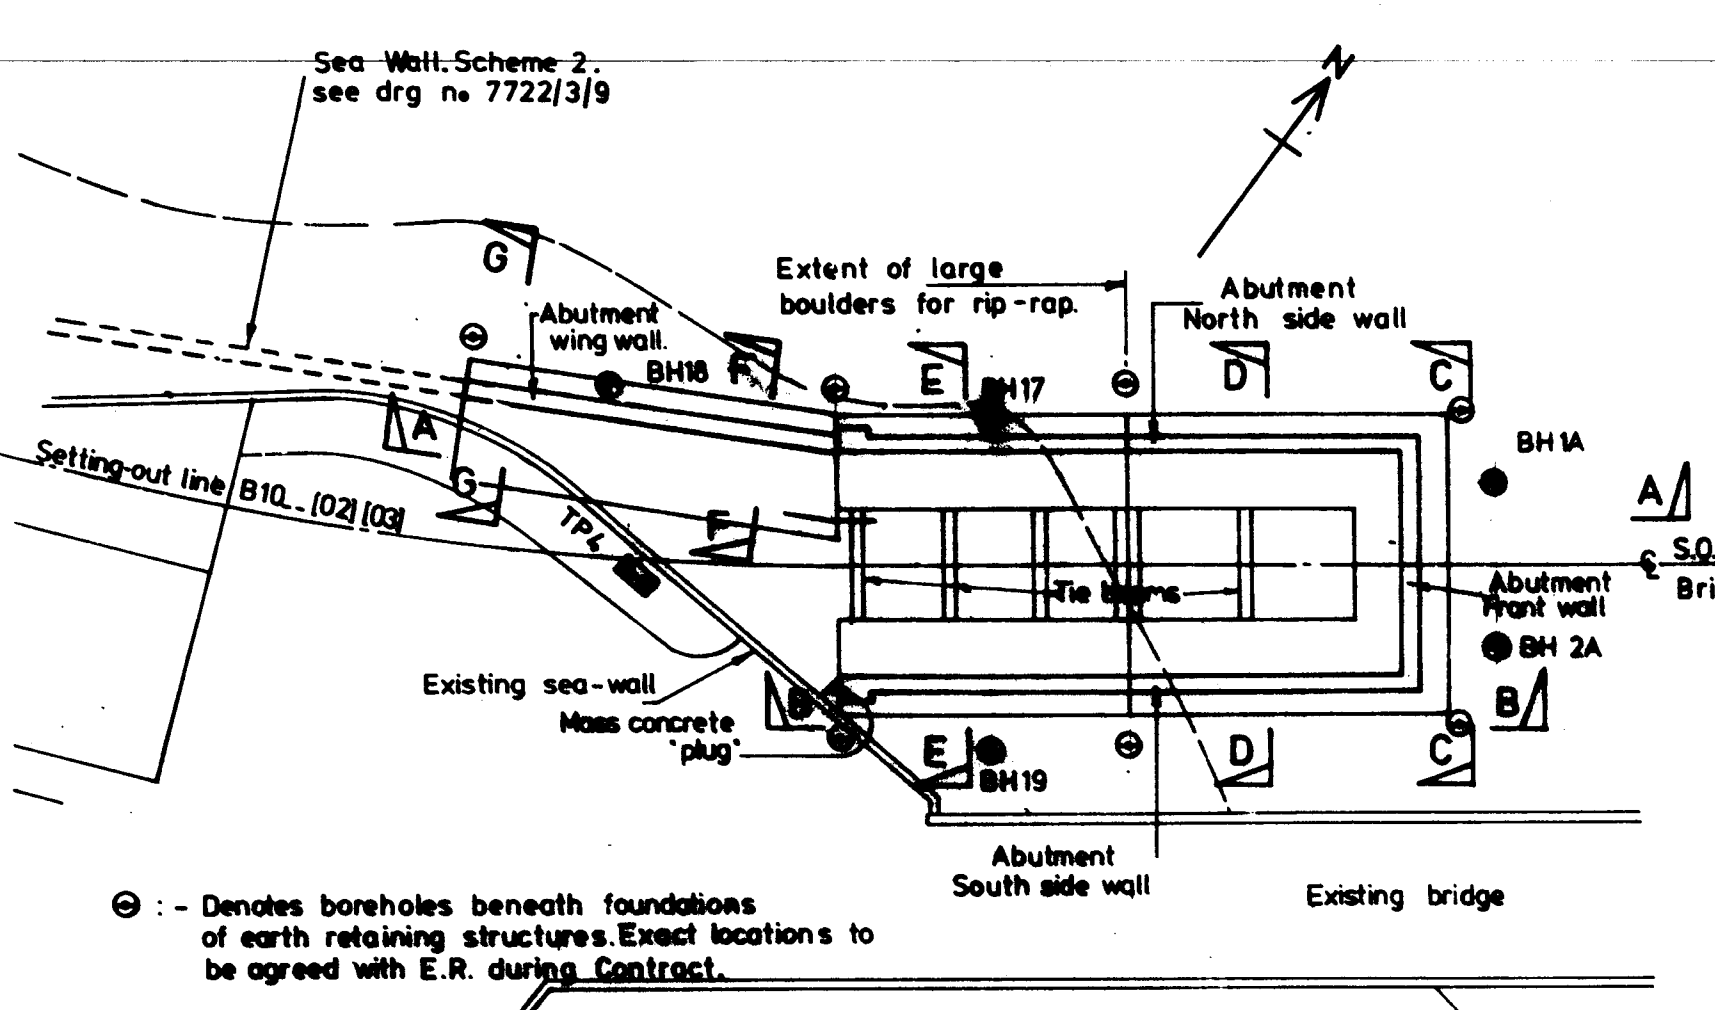 Sea Wall. Scheme 2.
see drg no 7722/3/9
N
G
Extent of large
boulders for rip-rap.
Abutment
North side wall
Abutment
wing wall.
BH18
F
E
BH17
D
C
A
BH 1A
Setting-out line B10 [02] [03]
G
TP4
F
A
S.O.
Tie beams
Abutment
Front wall
Bri
BH 2A
Existing sea-wall
Mass concrete
'plug'
B
B
E
BH19
D
C
Abutment
South side wall
Existing bridge
:- Denotes boreholes beneath foundations
of earth retaining structures. Exact locations to
be agreed with E.R. during Contract.